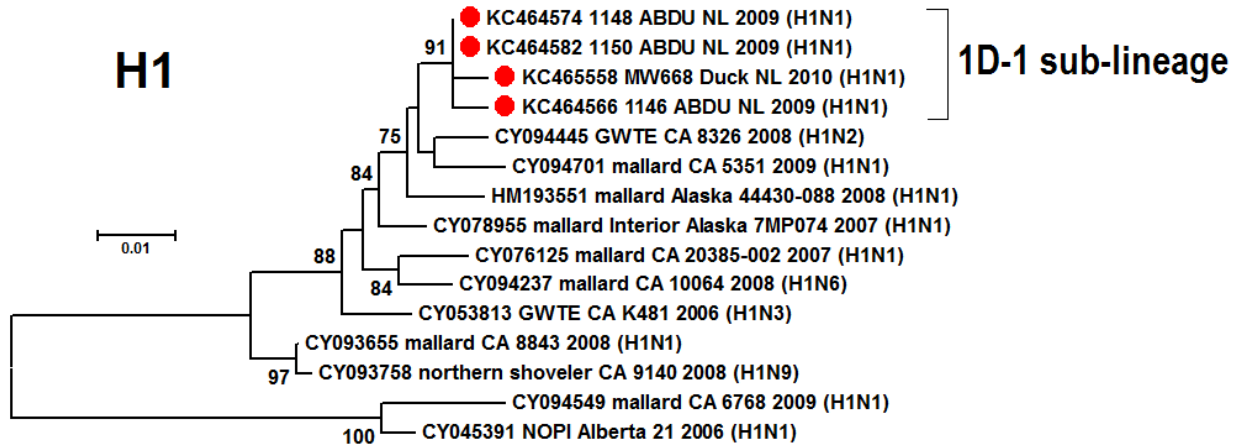 H1
KC464574 1148 ABDU NL 2009 (H1N1)
91
KC464582 1150 ABDU NL 2009 (H1N1)
1D-1 sub-lineage
KC465558 MW668 Duck NL 2010 (H1N1)
KC464566 1146 ABDU NL 2009 (H1N1)
75
CY094445 GWTE CA 8326 2008 (H1N2)
CY094701 mallard CA 5351 2009 (H1N1)
84
HM193551 mallard Alaska 44430-088 2008 (H1N1)
CY078955 mallard Interior Alaska 7MP074 2007 (H1N1)
0.01
88
CY076125 mallard CA 20385-002 2007 (H1N1)
84
CY094237 mallard CA 10064 2008 (H1N6)
CY053813 GWTE CA K481 2006 (H1N3)
CY093655 mallard CA 8843 2008 (H1N1)
97
CY093758 northern shoveler CA 9140 2008 (H1N9)
CY094549 mallard CA 6768 2009 (H1N1)
100
CY045391 NOPI Alberta 21 2006 (H1N1)